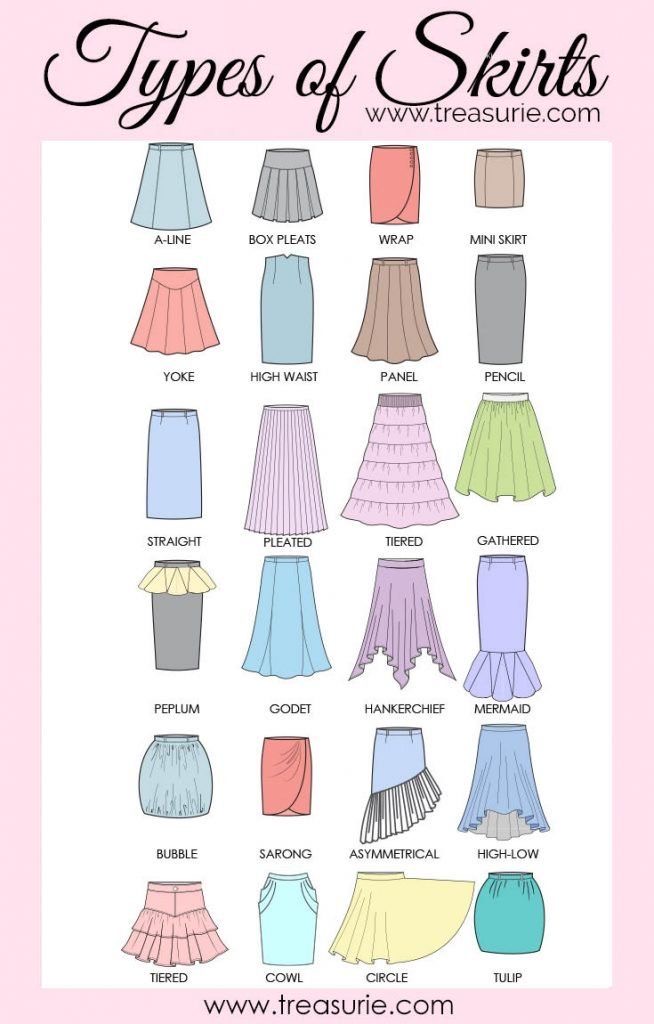 Types of Skirts
www.treasurie.com
A-LINE BOX PLEATS WRAP MINI SKIRT
YOKE HIGH WAIST PANEL PENCIL
STRAIGHT PLEATED TIERED GATHERED
PEPLUM GODET HANKERCHIEF MERMAID
BUBBLE SARONG ASYMMETRICAL HIGH-LOW
TIERED COWL CIRCLE TULIP
www.treasurie.com